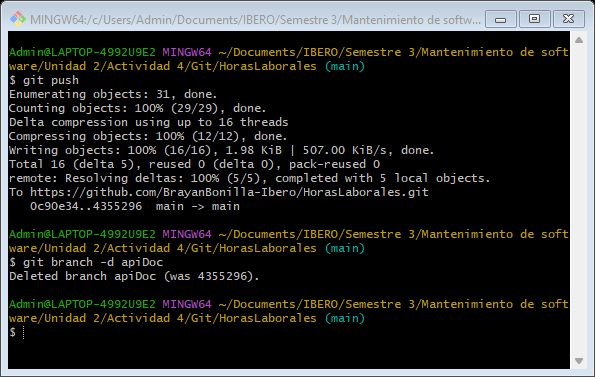 MINGW64:/c/Users/Admin/Documents/IBERO/Semestre 3/Mantenimiento de softw...
Admin@LAPTOP-4992U9E2 MINGW64 ~/Documents/IBERO/Semestre 3/Mantenimiento de soft
ware/Unidad 2/Actividad 4/Git/HorasLaborales (main)
$ git push
Enumerating objects: 31, done.
Counting objects: 100% (29/29), done.
Delta compression using up to 16 threads
Compressing objects: 100% (12/12), done.
Writing objects: 100% (16/16), 1.98 KiB | 507.00 KiB/s, done.
Total 16 (delta 5), reused 0 (delta 0), pack-reused 0
remote: Resolving deltas: 100% (5/5), completed with 5 local objects.
To https://github.com/BrayanBonilla-Ibero/HorasLaborales.git
   0c90e34..4355296  main -> main
Admin@LAPTOP-4992U9E2 MINGW64 ~/Documents/IBERO/Semestre 3/Mantenimiento de soft
ware/Unidad 2/Actividad 4/Git/HorasLaborales (main)
$ git branch -d apiDoc
Deleted branch apiDoc (was 4355296).
Admin@LAPTOP-4992U9E2 MINGW64 ~/Documents/IBERO/Semestre 3/Mantenimiento de soft
ware/Unidad 2/Actividad 4/Git/HorasLaborales (main)
$